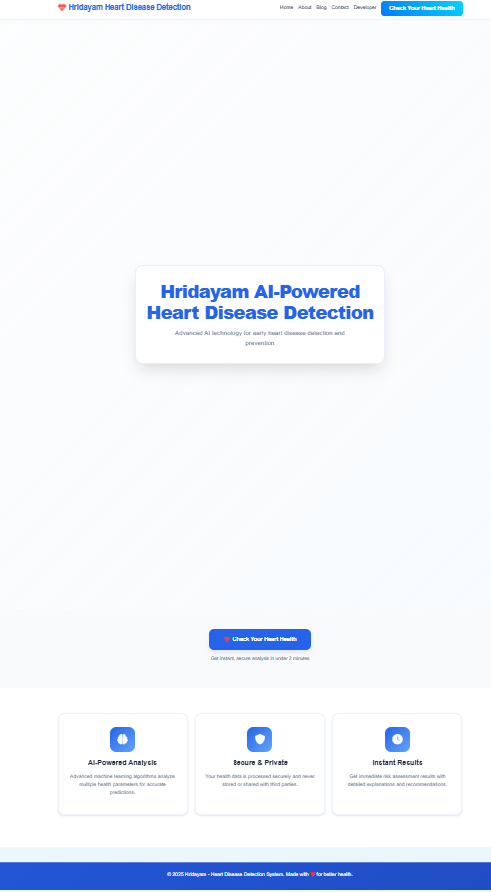 Hridayam Heart Disease Detection
Home About Blog Contact Developer Check Your Heart Health
Hridayam AI-Powered
Heart Disease Detection
Advanced AI technology for early heart disease detection and
prevention
Check Your Heart Health
Get instant, secure analysis in under 2 minutes
AI-Powered Analysis
Advanced machine learning algorithms analyze
multiple health parameters for accurate
predictions.
Secure & Private
Your health data is processed securely and never
stored or shared with third parties.
Instant Results
Get immediate risk assessment results with
detailed explanations and recommendations.
© 2025 Hridayam - Heart Disease Detection System. Made with ❤️ for better health.